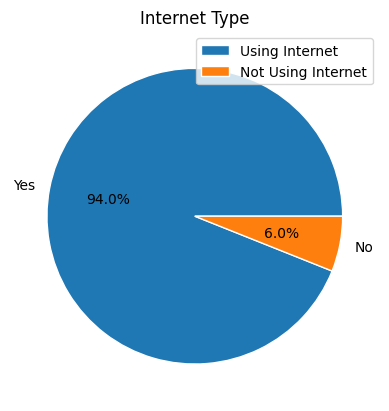 Internet Type
Using Internet
Not Using Internet
Yes
94.0%
6.0%
No